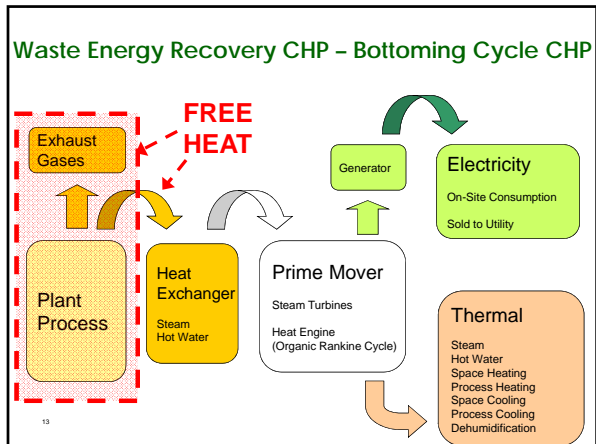 Waste Energy Recovery CHP – Bottoming Cycle CHP
FREE
HEAT
Exhaust
Gases
Plant
Process
Heat
Exchanger
Steam
Hot Water
Prime Mover
Steam Turbines
Heat Engine
(Organic Rankine Cycle)
Generator
Electricity
On-Site Consumption
Sold to Utility
Thermal
Steam
Hot Water
Space Heating
Process Heating
Space Cooling
Process Cooling
Dehumidification
13